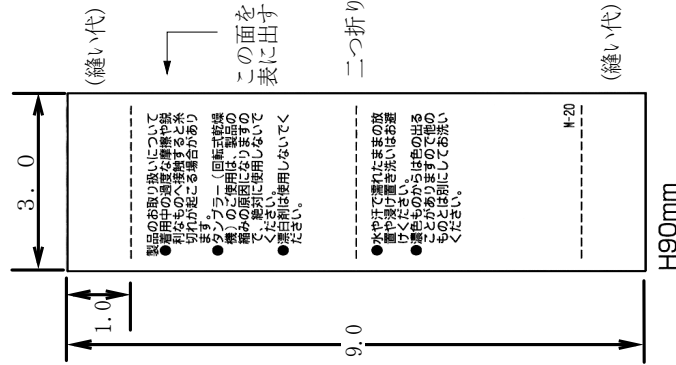 3.0
1.0
9.0
(縫い代)
この面を
表に出す
二つ折り
(縫い代)
製品のお取り扱いについて
●着用中の過度な摩擦や鋭
利なものへ接触すると糸
切れが起こる場合があり
ます。
●タンブラー(回転式乾燥
機)のご使用は、製品の
縮みの原因になりますの
で、絶対に使用しないで
ください。
●漂白剤は使用しないでく
ださい。
●水や汗で濡れたままの放
置や浸け置き洗いはお避
けください。
●濃色ものからは色の出る
ことがありますので他の
ものとは別にしてお洗い
ください。
M-20
H90mm